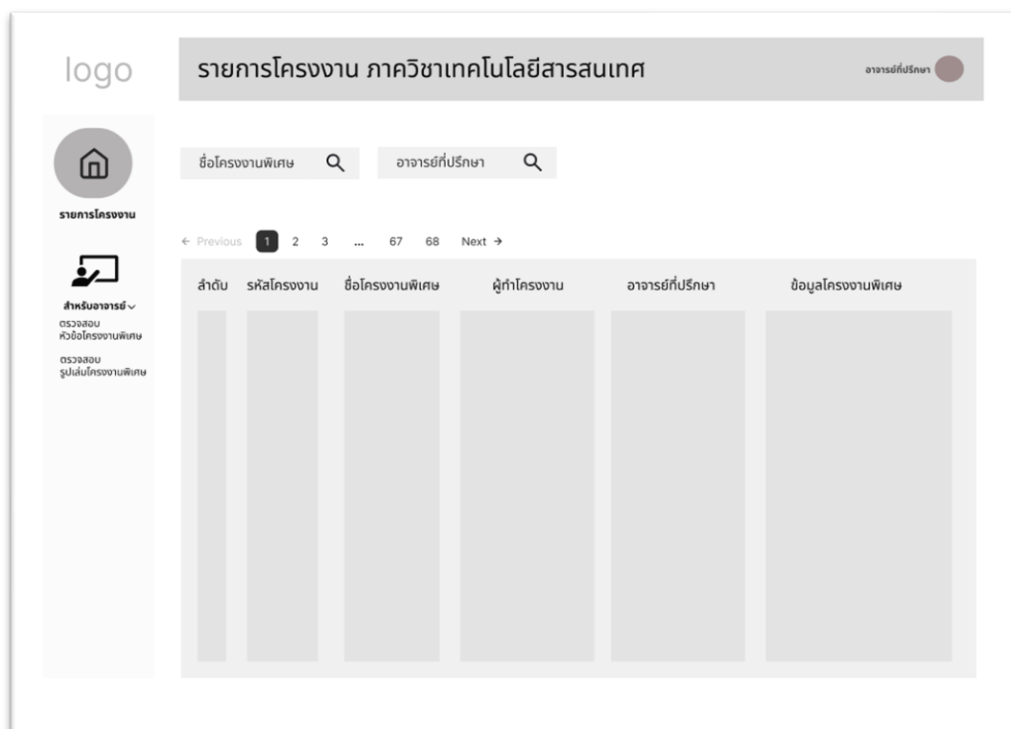 logo
รายการโครงงาน ภาควิชาเทคโนโลยีสารสนเทศ
อาจารย์ที่ปรึกษา
รายการโครงงาน
สำหรับอาจารย์
ตรวจสอบ
หัวข้อโครงงานพิเศษ
ตรวจสอบ
รูปเล่มโครงงานพิเศษ
ชื่อโครงงานพิเศษ
อาจารย์ที่ปรึกษา
← Previous 1 2 3 ... 67 68 Next →
ลำดับ รหัสโครงงาน ชื่อโครงงานพิเศษ ผู้ทำโครงงาน อาจารย์ที่ปรึกษา ข้อมูลโครงงานพิเศษ